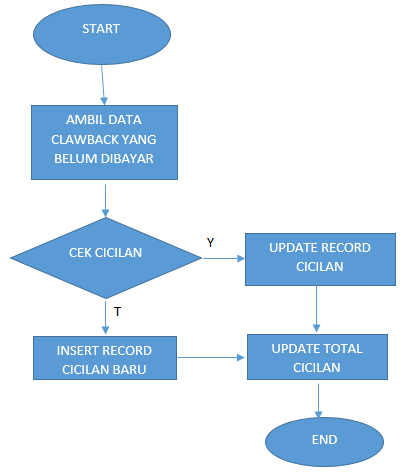 START
AMBIL DATA
CLAWBACK YANG
BELUM DIBAYAR
CEK CICILAN
Y
UPDATE RECORD
CICILAN
T
INSERT RECORD
CICILAN BARU
UPDATE TOTAL
CICILAN
END